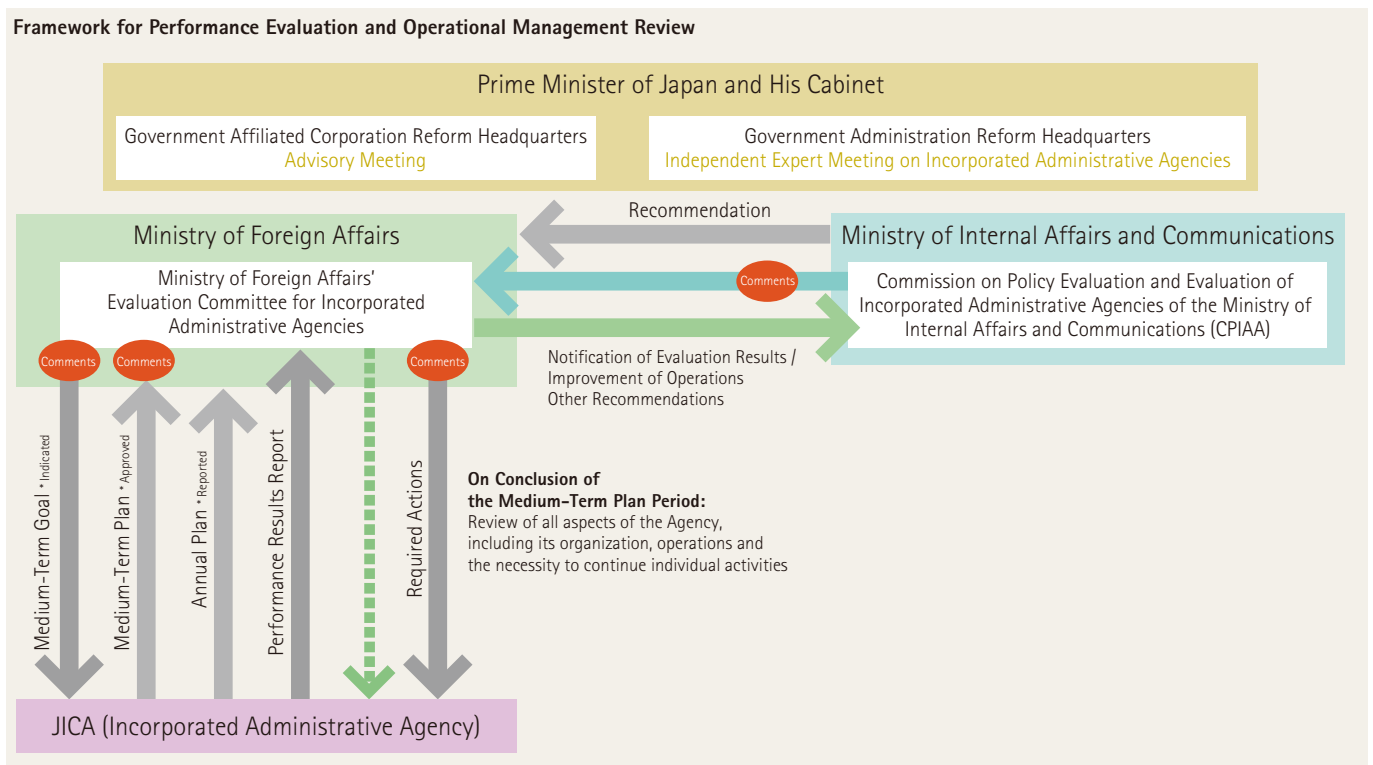 Framework for Performance Evaluation and Operational Management Review
Prime Minister of Japan and His Cabinet
Government Affiliated Corporation Reform Headquarters
Advisory Meeting
Government Administration Reform Headquarters
Independent Expert Meeting on Incorporated Administrative Agencies
Recommendation
Ministry of Foreign Affairs
Ministry of Foreign Affairs'
Evaluation Committee for Incorporated
Administrative Agencies
Ministry of Internal Affairs and Communications
Commission on Policy Evaluation and Evaluation of
Incorporated Administrative Agencies of the Ministry of
Internal Affairs and Communications (CPIAA)
Comments
Comments
Comments
Comments
Notification of Evaluation Results /
Improvement of Operations
Other Recommendations
Medium-Term Goal * Indicated
Medium-Term Plan * Approved
Annual Plan * Reported
Performance Results Report
Required Actions
On Conclusion of
the Medium-Term Plan Period:
Review of all aspects of the Agency,
including its organization, operations and
the necessity to continue individual activities
JICA (Incorporated Administrative Agency)